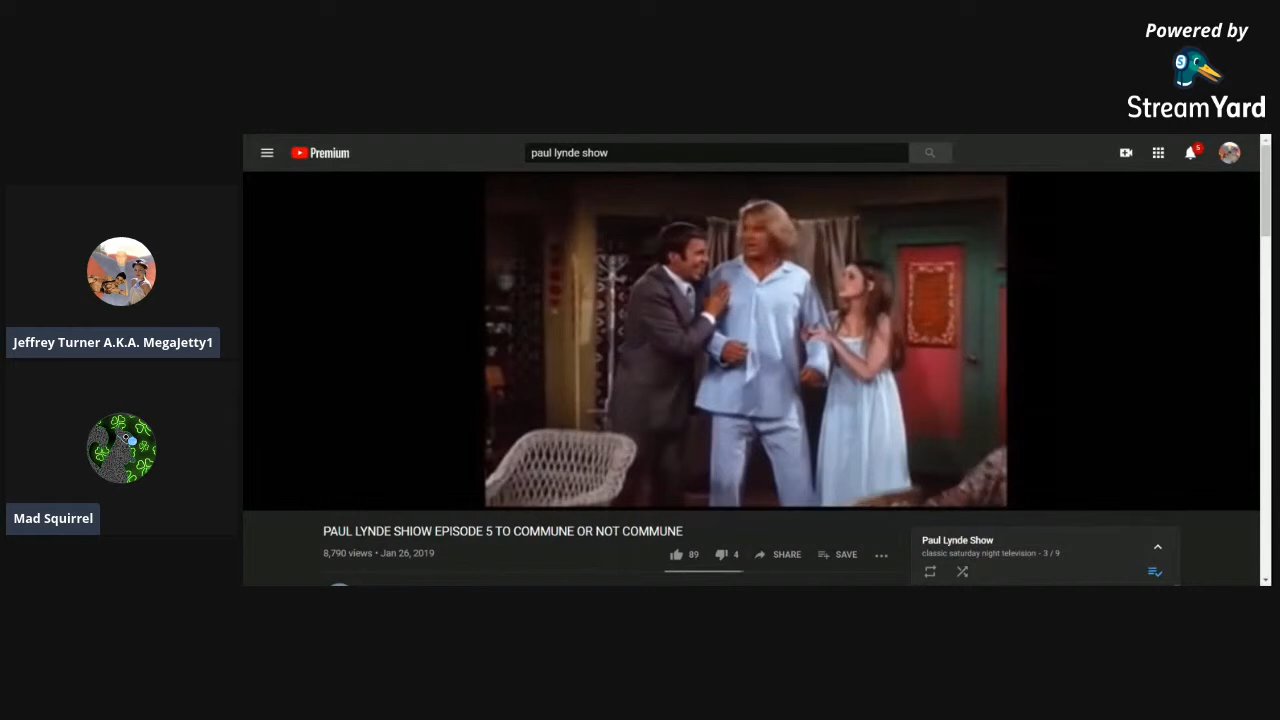 Powered by
StreamYard
Premium
paul lynde show
5
Jeffrey Turner A.K.A. MegaJetty1
Mad Squirrel
PAUL LYNDE SHIOW EPISODE 5 TO COMMUNE OR NOT COMMUNE
8,790 views • Jan 26, 2019
89
4
SHARE
SAVE
Paul Lynde Show
classic saturday night television - 3 / 9